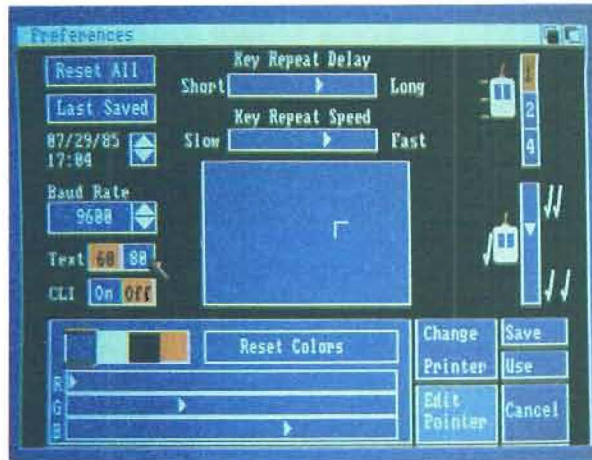 Preferences
Reset All
Last Saved
07/29/85
17:04
Baud Rate
9600
Text 60 80
CLI On Off
Key Repeat Delay
Short Long
Key Repeat Speed
Slow Fast
1
2
4
Reset Colors
R
G
B
Change
Printer
Edit
Pointer
Save
Use
Cancel